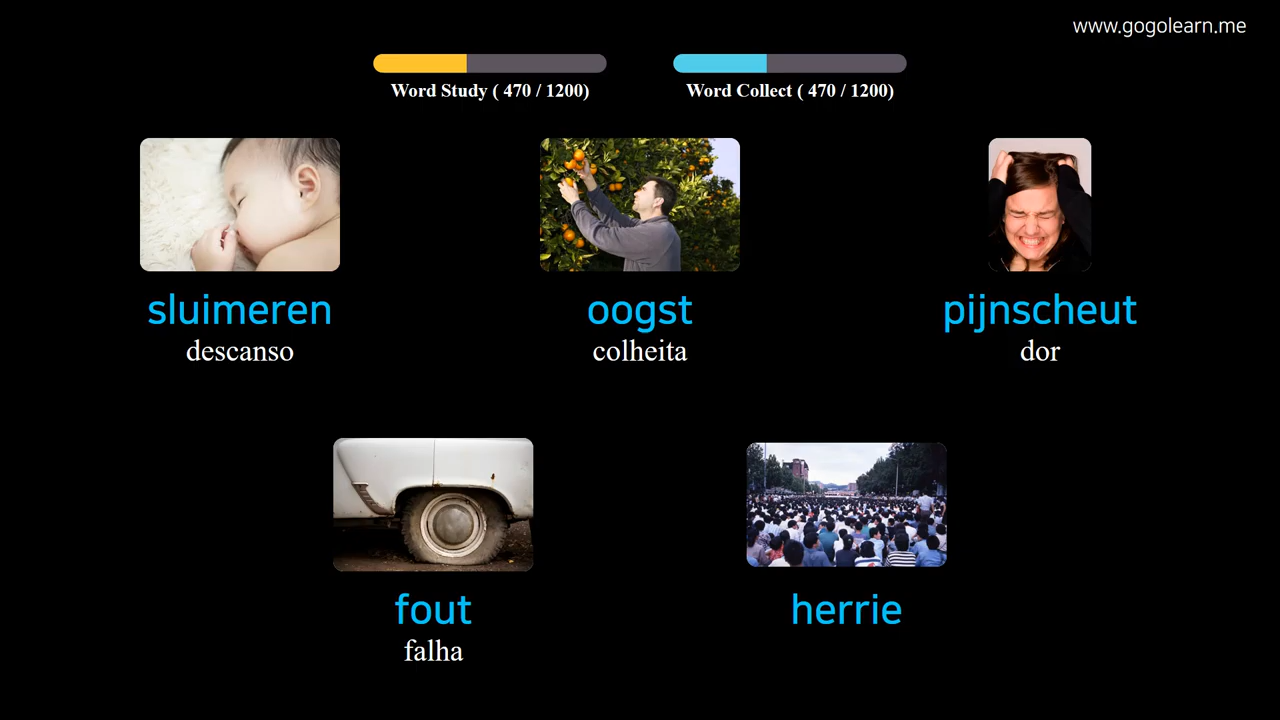 www.gogolearn.me
Word Study ( 470 / 1200)
Word Collect ( 470 / 1200)
sluimeren
descanso
oogst
colheita
pijnscheut
dor
fout
falha
herrie